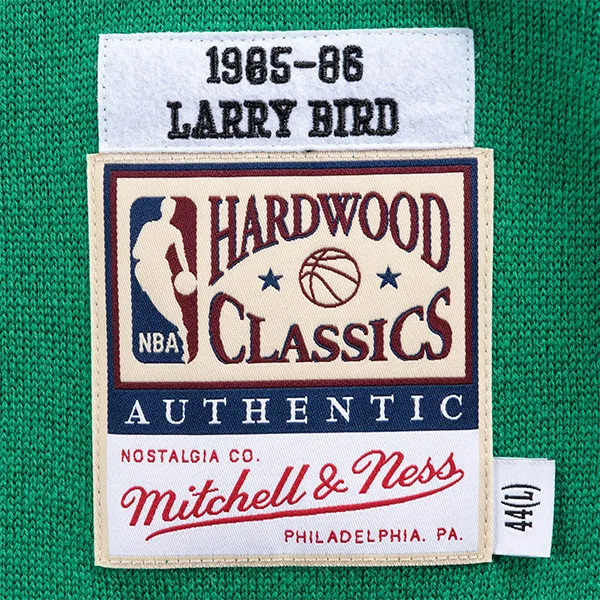 1985-86
LARRY BIRD
HARDWOOD
CLASSICS
NBA
AUTHENTIC
NOSTALGIA CO.
Mitchell & Ness
PHILADELPHIA. PA.
44(L)